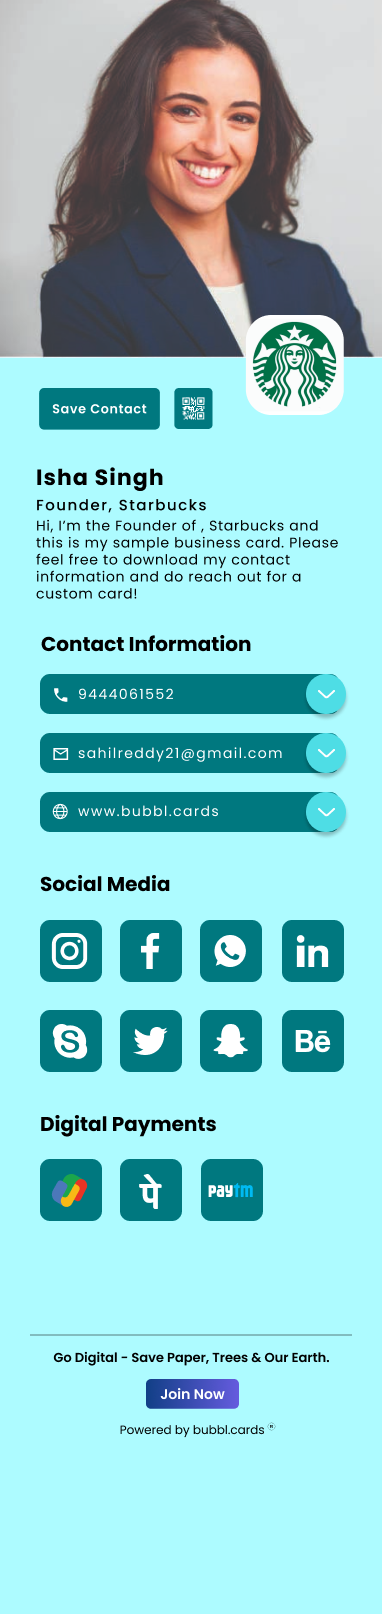 Save Contact
Isha Singh
Founder, Starbucks
Hi, I’m the Founder of , Starbucks and
this is my sample business card. Please
feel free to download my contact
information and do reach out for a
custom card!
Contact Information
9444061552
sahilreddy21@gmail.com
www.bubbl.cards
Social Media
in
Bē
Digital Payments
पे
paytm
Go Digital - Save Paper, Trees & Our Earth.
Join Now
Powered by bubbl.cards ®